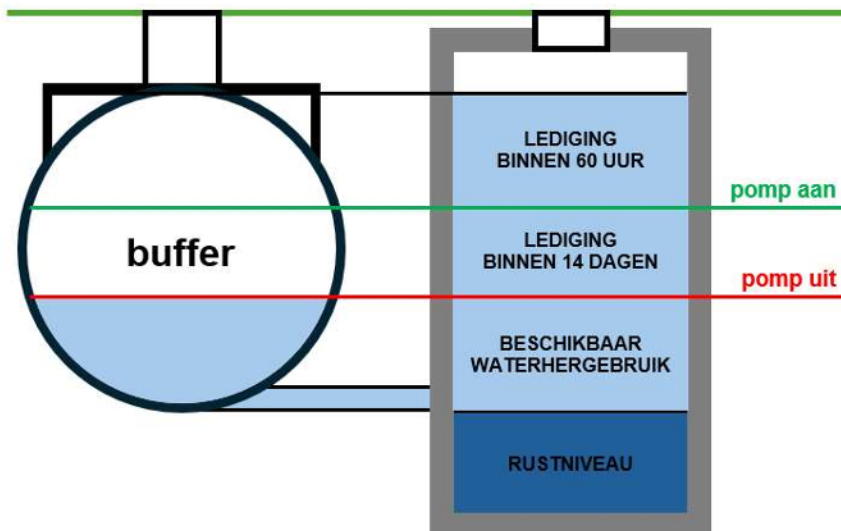 LEDIGING
BINNEN 60 UUR
pomp aan
buffer
LEDIGING
BINNEN 14 DAGEN
pomp uit
BESCHIKBAAR
WATERHERGEBRUIK
RUSTNIVEAU